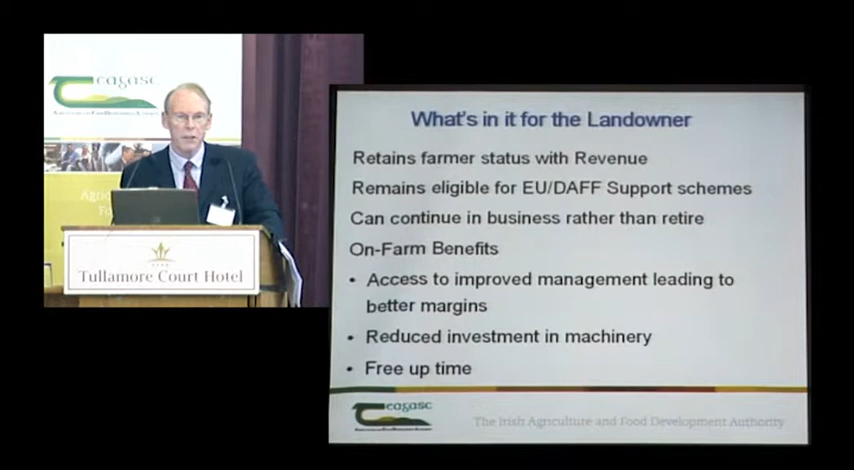 Teagasc
Tullamore Court Hotel
What's in it for the Landowner
Retains farmer status with Revenue
Remains eligible for EU/DAFF Support schemes
Can continue in business rather than retire
On-Farm Benefits
• Access to improved management leading to
better margins
• Reduced investment in machinery
• Free up time
Teagasc
The Irish Agriculture and Food Development Authority